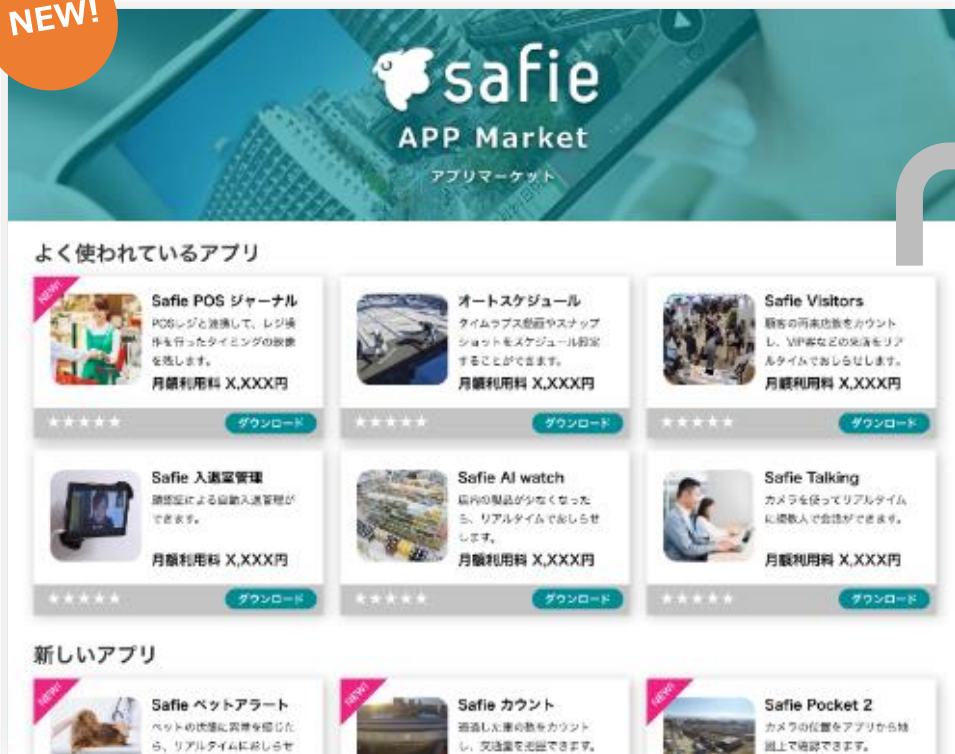 NEW!
safie
APP Market
アプリマーケット
よく使われているアプリ
NEW!
Safie POS ジャーナル
POSレジと連携して、レジ操
作を行ったタイミングの映像
を残します。
月額利用料 X,XXX円
★★★★★
ダウンロード
オートスケジュール
タイムラプス動画やスナップ
ショットをスケジュール設定
することができます。
月額利用料 X,XXX円
★★★★★
ダウンロード
Safie Visitors
顧客の再来店数をカウント
し、VIP客などの来店をリア
ルタイムでおしらせします。
月額利用料 X,XXX円
★★★★★
ダウンロード
Safie 入退室管理
顔認証による自動入退管理が
できます。
月額利用料 X,XXX円
★★★★★
ダウンロード
Safie AI watch
店内の製品が少なくなった
ら、リアルタイムでおしらせ
します。
月額利用料 X,XXX円
★★★★★
ダウンロード
Safie Talking
カメラを使ってリアルタイム
に複数人で会話ができます。
月額利用料 X,XXX円
★★★★★
ダウンロード
新しいアプリ
NEW!
Safie ペットアラート
ペットの状態に異常を感じた
ら、リアルタイムにおしらせ
NEW!
Safie カウント
通過した車の数をカウント
し、交通量を把握できます。
NEW!
Safie Pocket 2
カメラの位置をアプリから地
図上で確認できます。